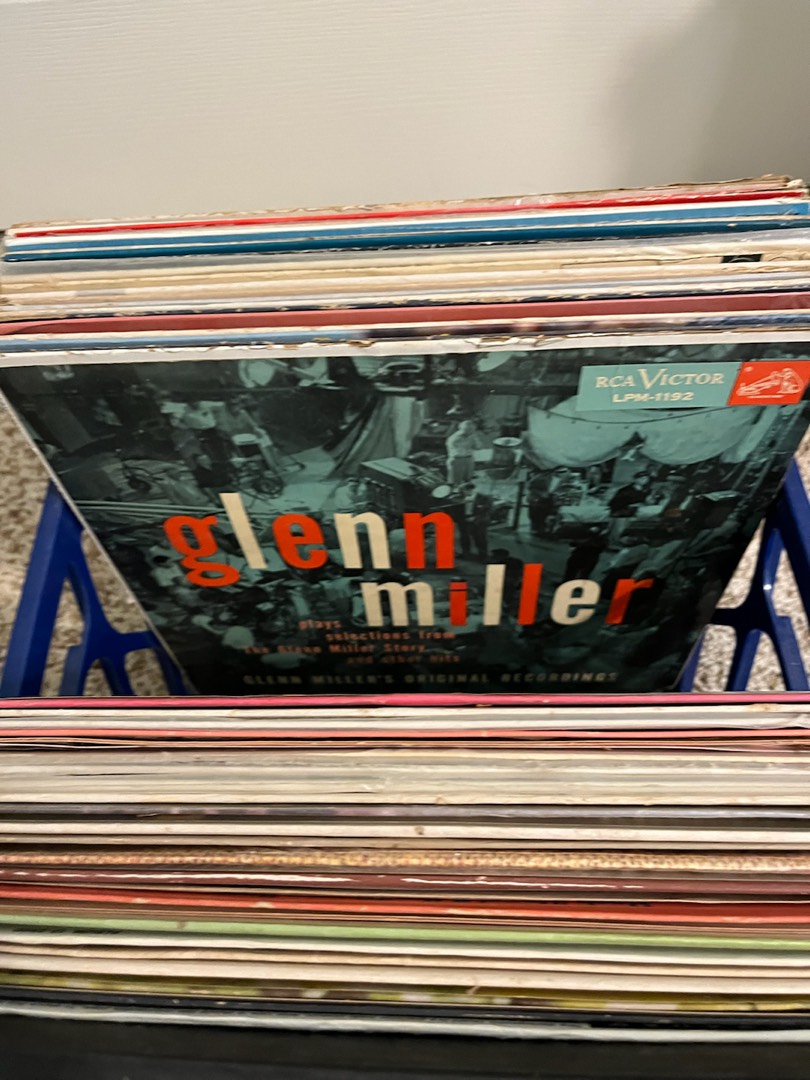 RCA VICTOR
LPM-1192
glenn
miller
plays
selections from
the Glenn Miller Story
and other hits
GLENN MILLER'S ORIGINAL RECORDINGS